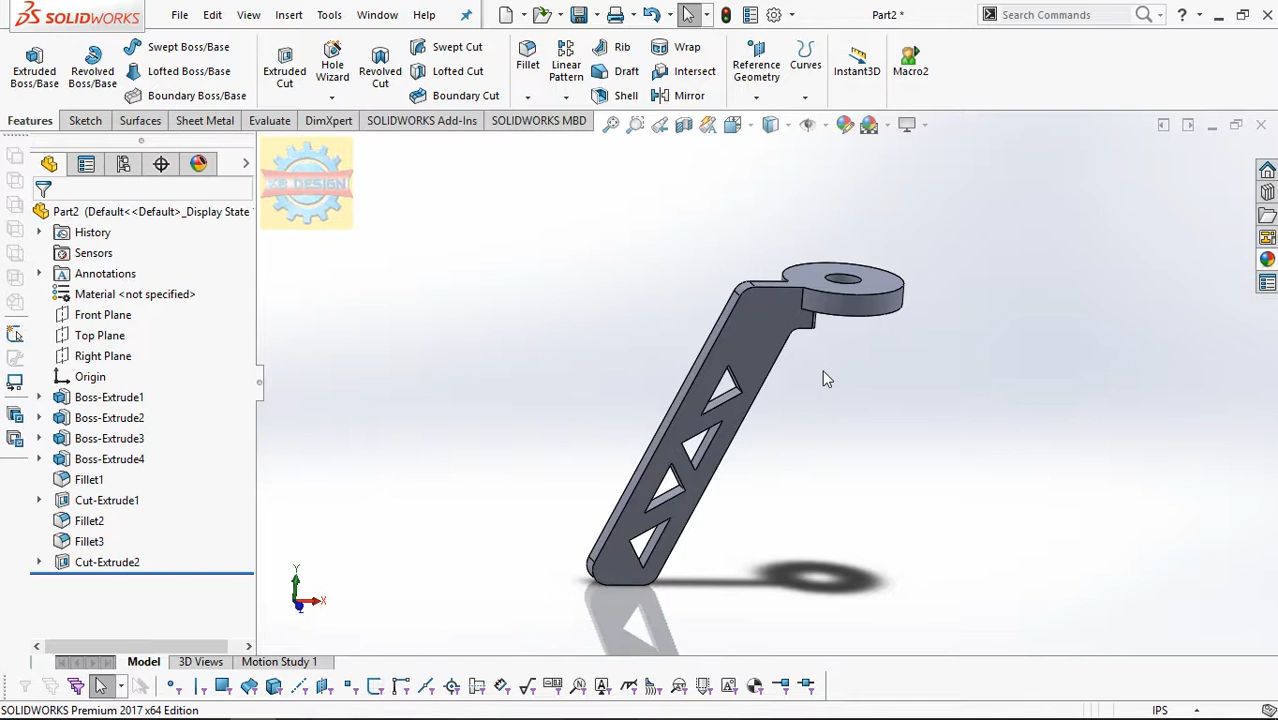 SOLIDWORKS
File Edit View Insert Tools Window Help
Part2 *
Search Commands
Extruded Boss/Base
Revolved Boss/Base
Swept Boss/Base
Lofted Boss/Base
Boundary Boss/Base
Extruded Cut
Hole Wizard
Revolved Cut
Swept Cut
Lofted Cut
Boundary Cut
Fillet
Linear Pattern
Rib
Draft
Shell
Wrap
Intersect
Mirror
Reference Geometry
Curves
Instant3D
Macro2
Features Sketch Surfaces Sheet Metal Evaluate DimXpert SOLIDWORKS Add-Ins SOLIDWORKS MBD
Part2 (Default<<Default>_Display State
History
Sensors
Annotations
Material <not specified>
Front Plane
Top Plane
Right Plane
Origin
Boss-Extrude1
Boss-Extrude2
Boss-Extrude3
Boss-Extrude4
Fillet1
Cut-Extrude1
Fillet2
Fillet3
Cut-Extrude2
Y
X
Z
Model 3D Views Motion Study 1
SOLIDWORKS Premium 2017 x64 Edition
IPS